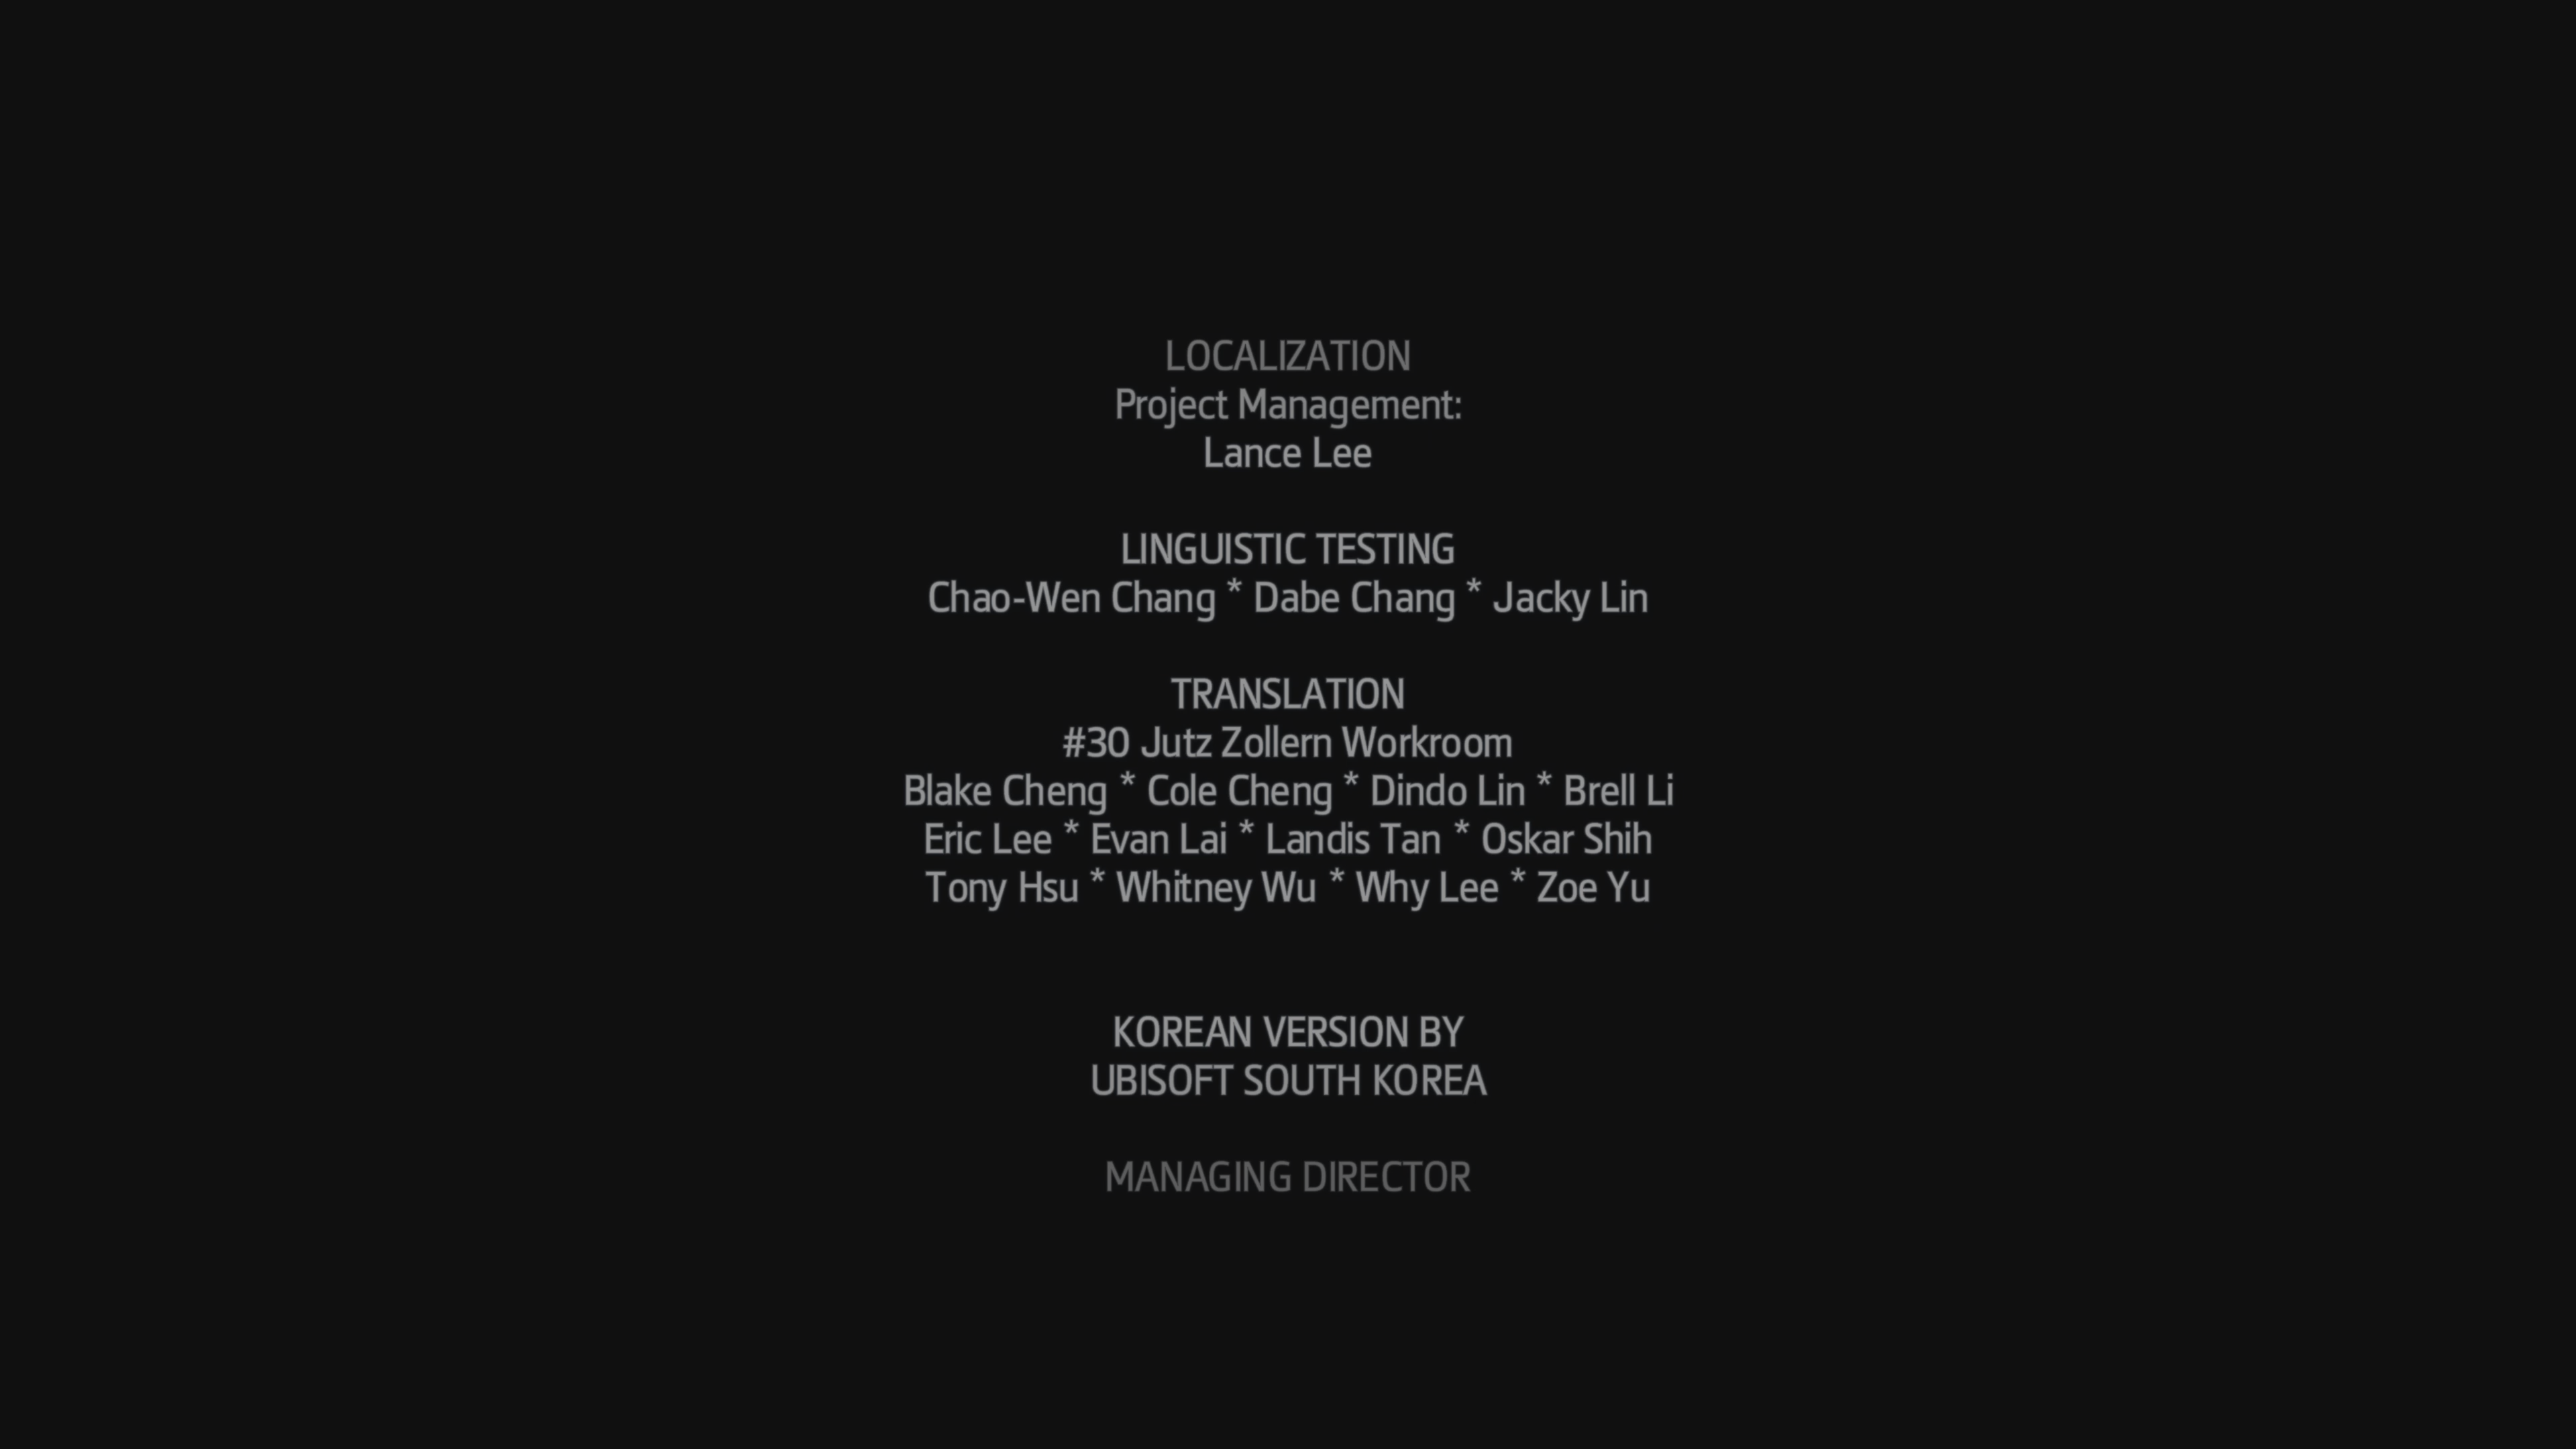 LOCALIZATION
Project Management:
Lance Lee
LINGUISTIC TESTING
Chao-Wen Chang * Dabe Chang * Jacky Lin
TRANSLATION
#30 Jutz Zollern Workroom
Blake Cheng * Cole Cheng * Dindo Lin * Brell Li
Eric Lee * Evan Lai * Landis Tan * Oskar Shih
Tony Hsu * Whitney Wu * Why Lee * Zoe Yu
KOREAN VERSION BY
UBISOFT SOUTH KOREA
MANAGING DIRECTOR